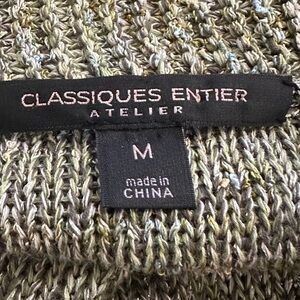 CLASSIQUES ENTIER
ATELIER
M
made in
CHINA